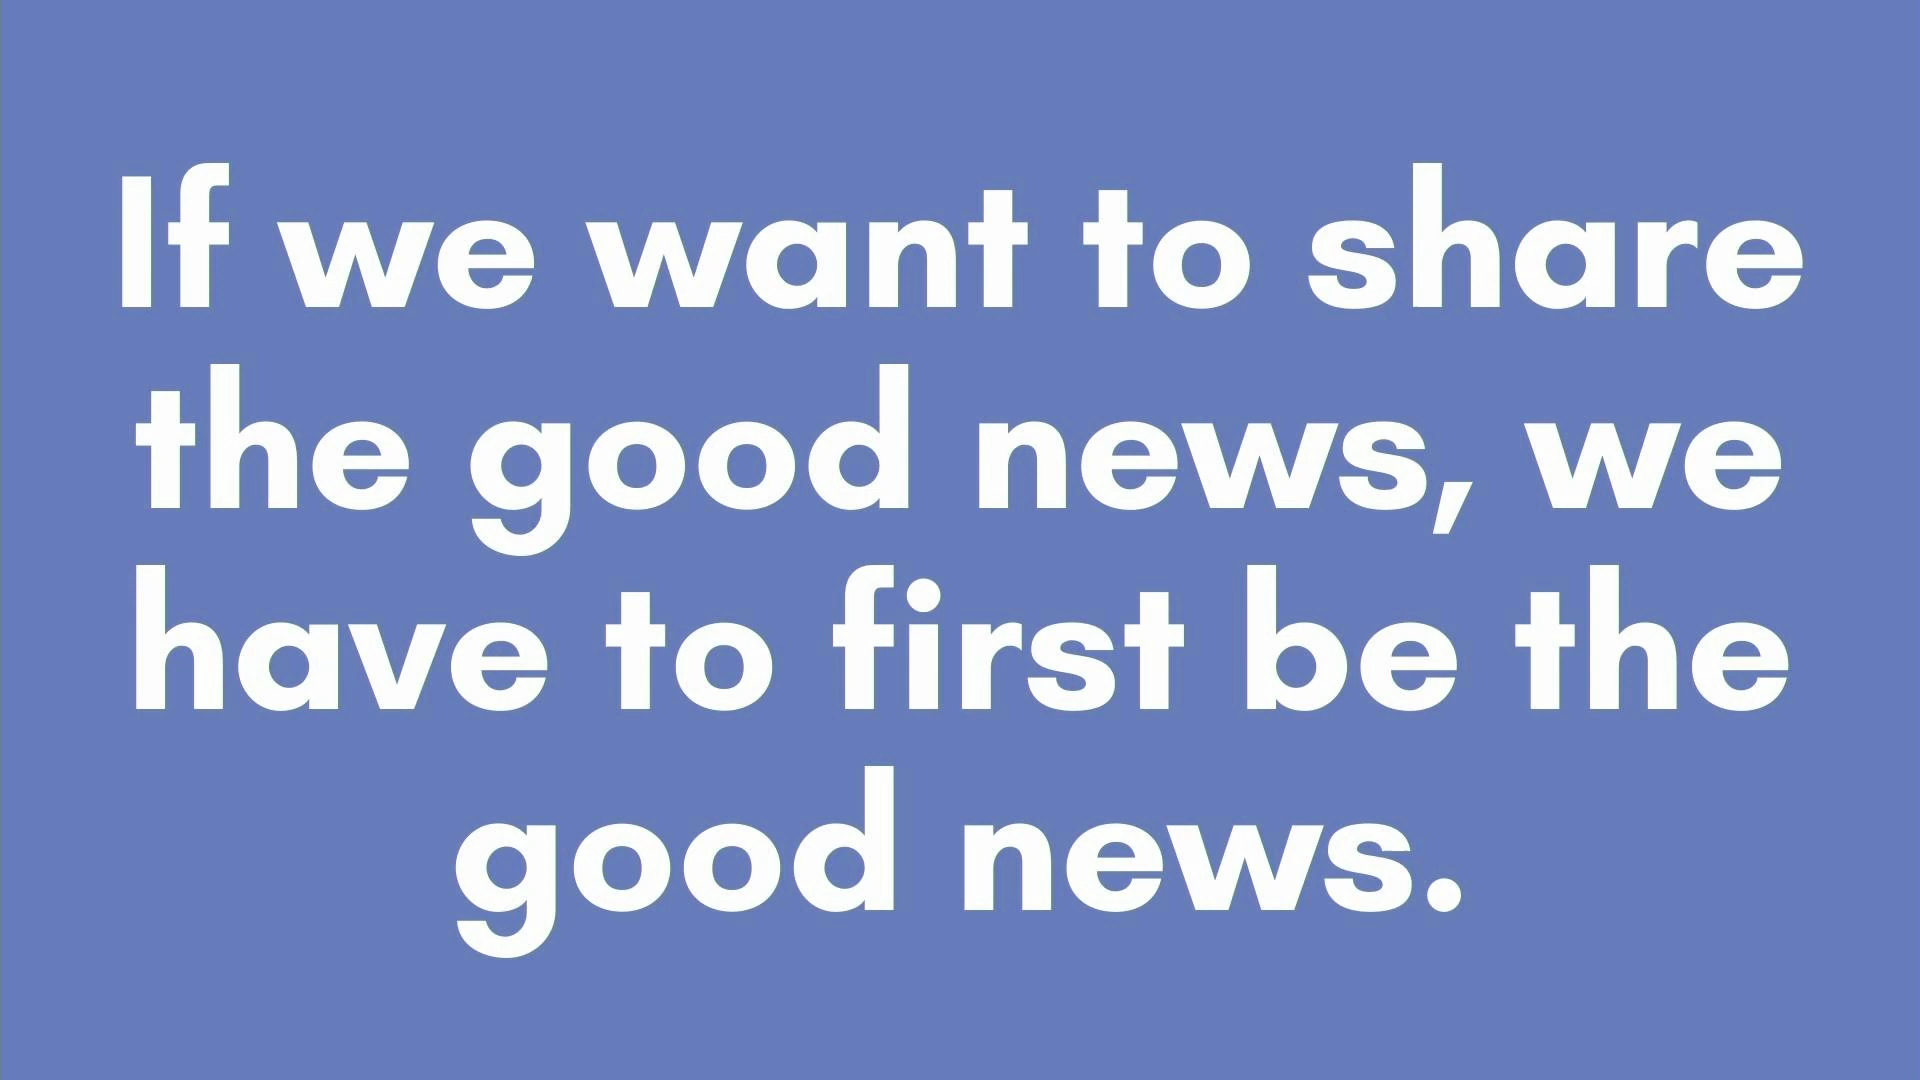 If we want to share
the good news, we
have to first be the
good news.